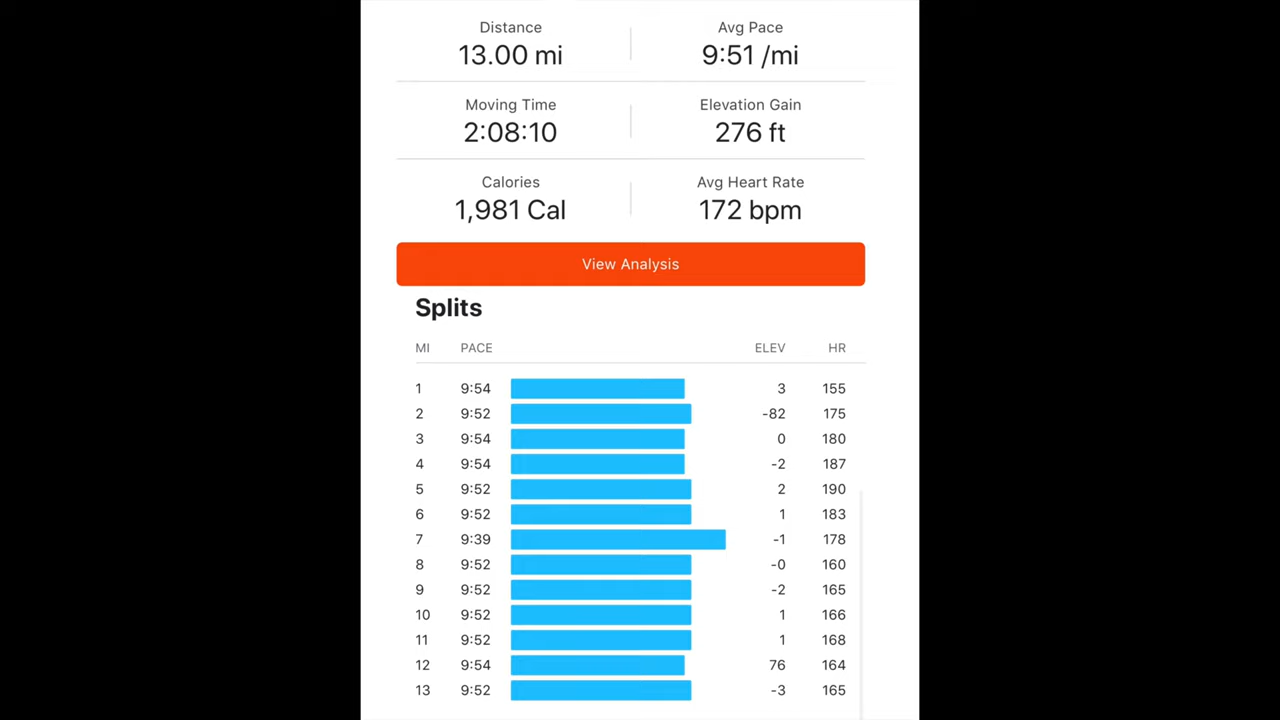 Distance Avg Pace
13.00 mi 9:51 /mi
Moving Time Elevation Gain
2:08:10 276 ft
Calories Avg Heart Rate
1,981 Cal 172 bpm
View Analysis
Splits
MI PACE ELEV HR
1 9:54 3 155
2 9:52 -82 175
3 9:54 0 180
4 9:54 -2 187
5 9:52 2 190
6 9:52 1 183
7 9:39 -1 178
8 9:52 -0 160
9 9:52 -2 165
10 9:52 1 166
11 9:52 1 168
12 9:54 76 164
13 9:52 -3 165